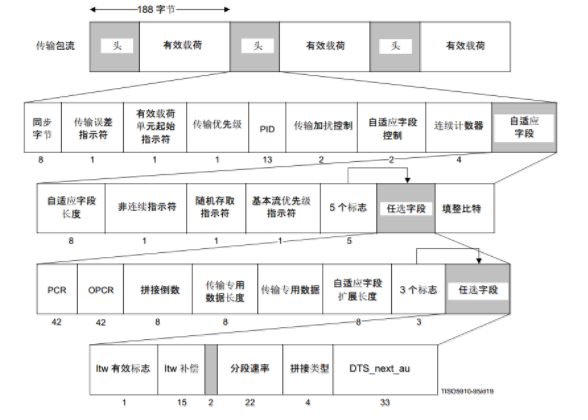 188 字节
传输包流
头
有效载荷
头
有效载荷
头
有效载荷
同步
字节
传输误差
指示符
有效载荷
单元起始
指示符
传输优先级
PID
传输加扰控制
自适应字段
控制
连续计数器
自适应
字段
8
1
1
1
13
2
2
4
自适应字段
长度
非连续指示符
随机存取
指示符
基本流优先级
指示符
5 个标志
任选字段
填整比特
8
1
1
1
5
PCR
OPCR
拼接倒数
传输专用
数据长度
传输专用数据
自适应字段
扩展长度
3 个标志
任选字段
42
42
8
8
8
3
ltw 有效标志
ltw 补偿
分段速率
拼接类型
DTS_next_au
1
15
2
22
4
33